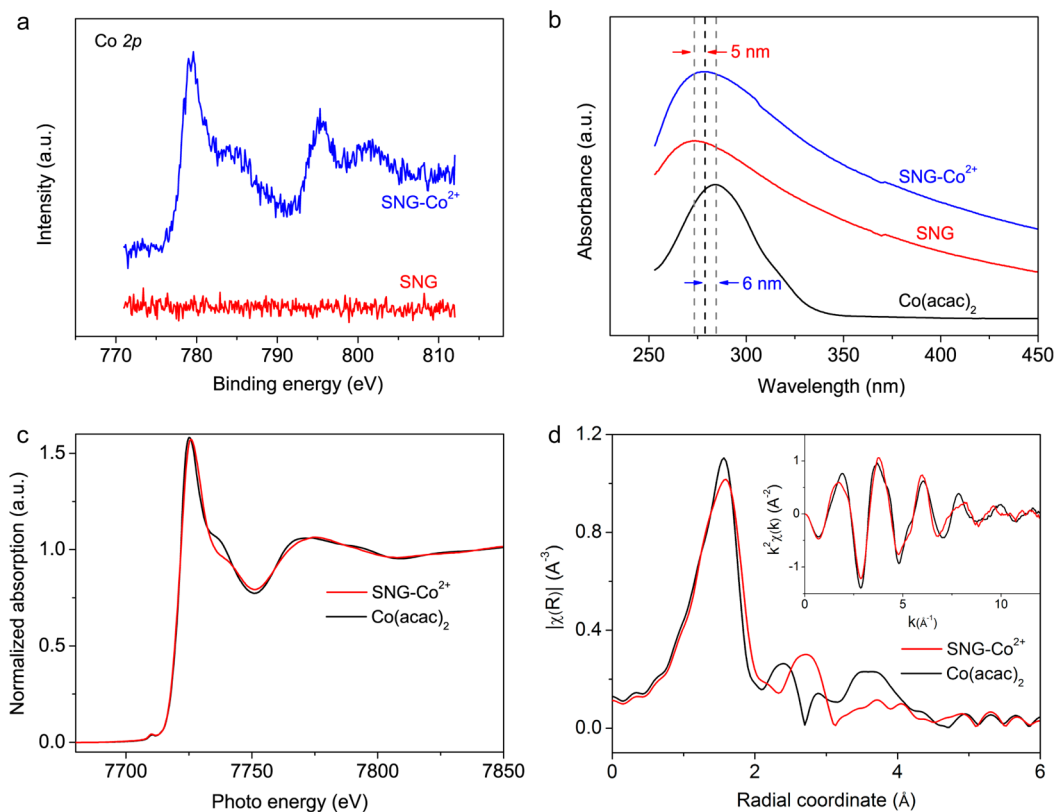 a
Co 2p
SNG-Co²⁺
SNG
Intensity (a.u.)
770 780 790 800 810
Binding energy (eV)
b
5 nm
SNG-Co²⁺
SNG
6 nm
Co(acac)₂
Absorbance (a.u.)
250 300 350 400 450
Wavelength (nm)
c
1.5
1.0
0.5
0.0
Normalized absorption (a.u.)
SNG-Co²⁺
Co(acac)₂
7700 7750 7800 7850
Photo energy (eV)
d
1.2
0.9
0.6
0.3
0.0
|χ(R)| (A⁻³)
1
0
-1
k²χ(k) (A⁻²)
0 5 10
k(Å⁻¹)
SNG-Co²⁺
Co(acac)₂
0 2 4 6
Radial coordinate (Å)